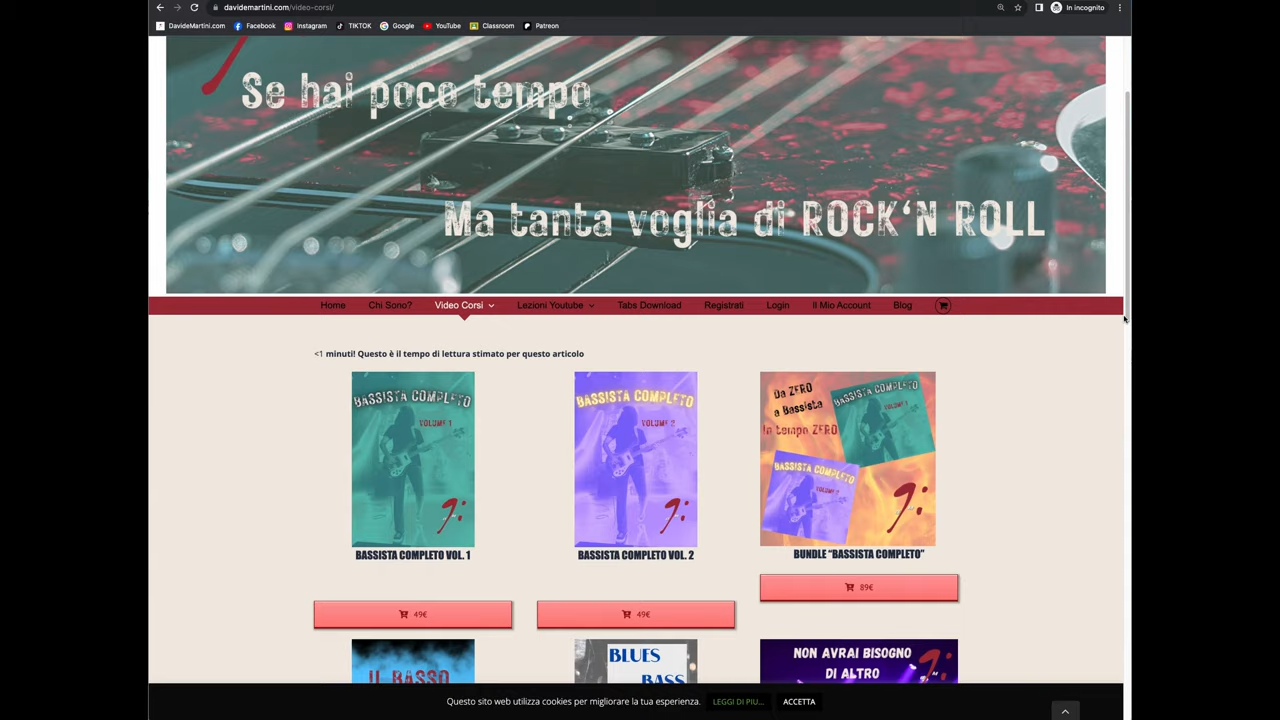 davidemartini.com/video-corsi/
In incognito
DavideMartini.com
Facebook
Instagram
TIKTOK
Google
YouTube
Classroom
Patreon
Se hai poco tempo
Ma tanta voglia di ROCK'N ROLL
Home
Chi Sono?
Video Corsi
Lezioni Youtube
Tabs Download
Registrati
Login
Il Mio Account
Blog
<1 minuti! Questo è il tempo di lettura stimato per questo articolo
BASSISTA COMPLETO
VOLUME 1
BASSISTA COMPLETO
VOLUME 2
Da ZERO
a Bassista
In tempo ZERO
BASSISTA COMPLETO
VOLUME 1
BASSISTA COMPLETO
VOLUME 2
BASSISTA COMPLETO VOL. 1
BASSISTA COMPLETO VOL. 2
BUNDLE “BASSISTA COMPLETO”
49€
49€
89€
IL BASSO
BLUES
BASS
NON AVRAI BISOGNO
DI ALTRO
Questo sito web utilizza cookies per migliorare la tua esperienza.
LEGGI DI PIU...
ACCETTA